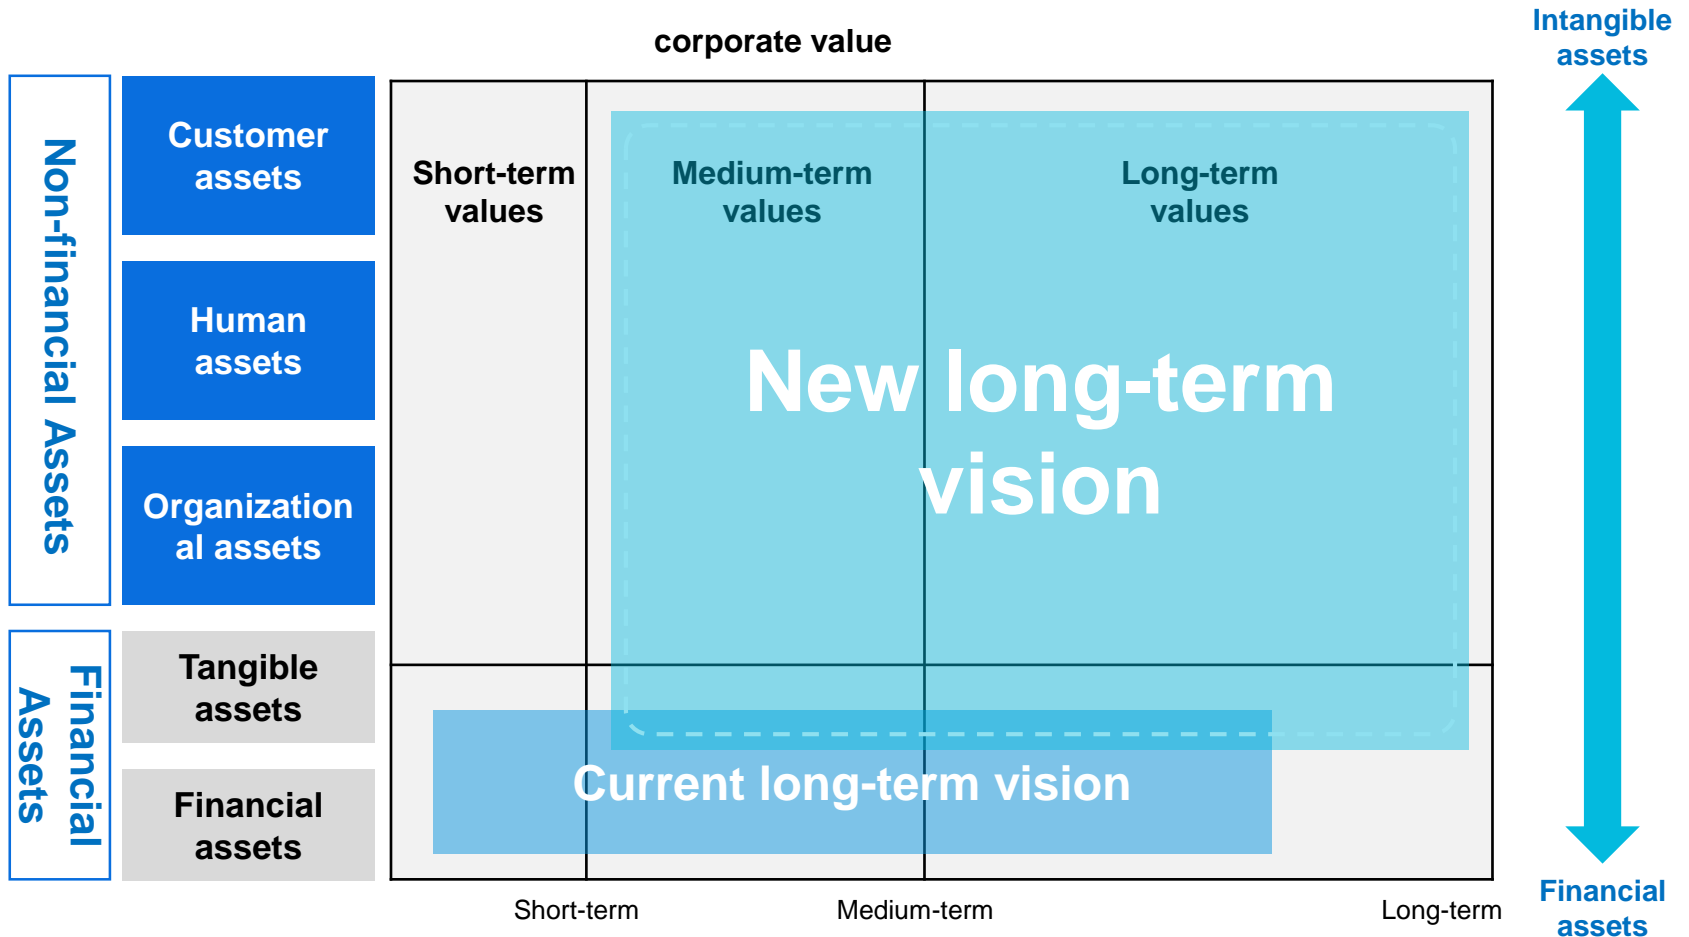 corporate value
Intangible
assets
Non-financial Assets
Customer
assets
Human
assets
Organization
al assets
Financial
Assets
Tangible
assets
Financial
assets
Short-term
values
Medium-term
values
Long-term
values
New long-term
vision
Current long-term vision
Short-term
Medium-term
Long-term
Financial
assets